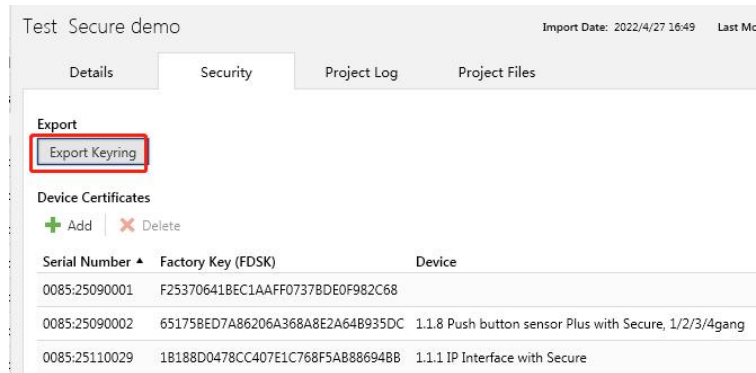 Test Secure demo Import Date: 2022/4/27 16:49 Last Mo
Details Security Project Log Project Files
Export
Export Keyring
Device Certificates
Add Delete
Serial Number Factory Key (FDSK) Device
0085:25090001 F25370641BEC1AAFF0737BDE0F982C68
0085:25090002 65175BED7A86206A368A8E2A64B935DC 1.1.8 Push button sensor Plus with Secure, 1/2/3/4gang
0085:25110029 1B188D0478CC407E1C768F5AB88694BB 1.1.1 IP Interface with Secure